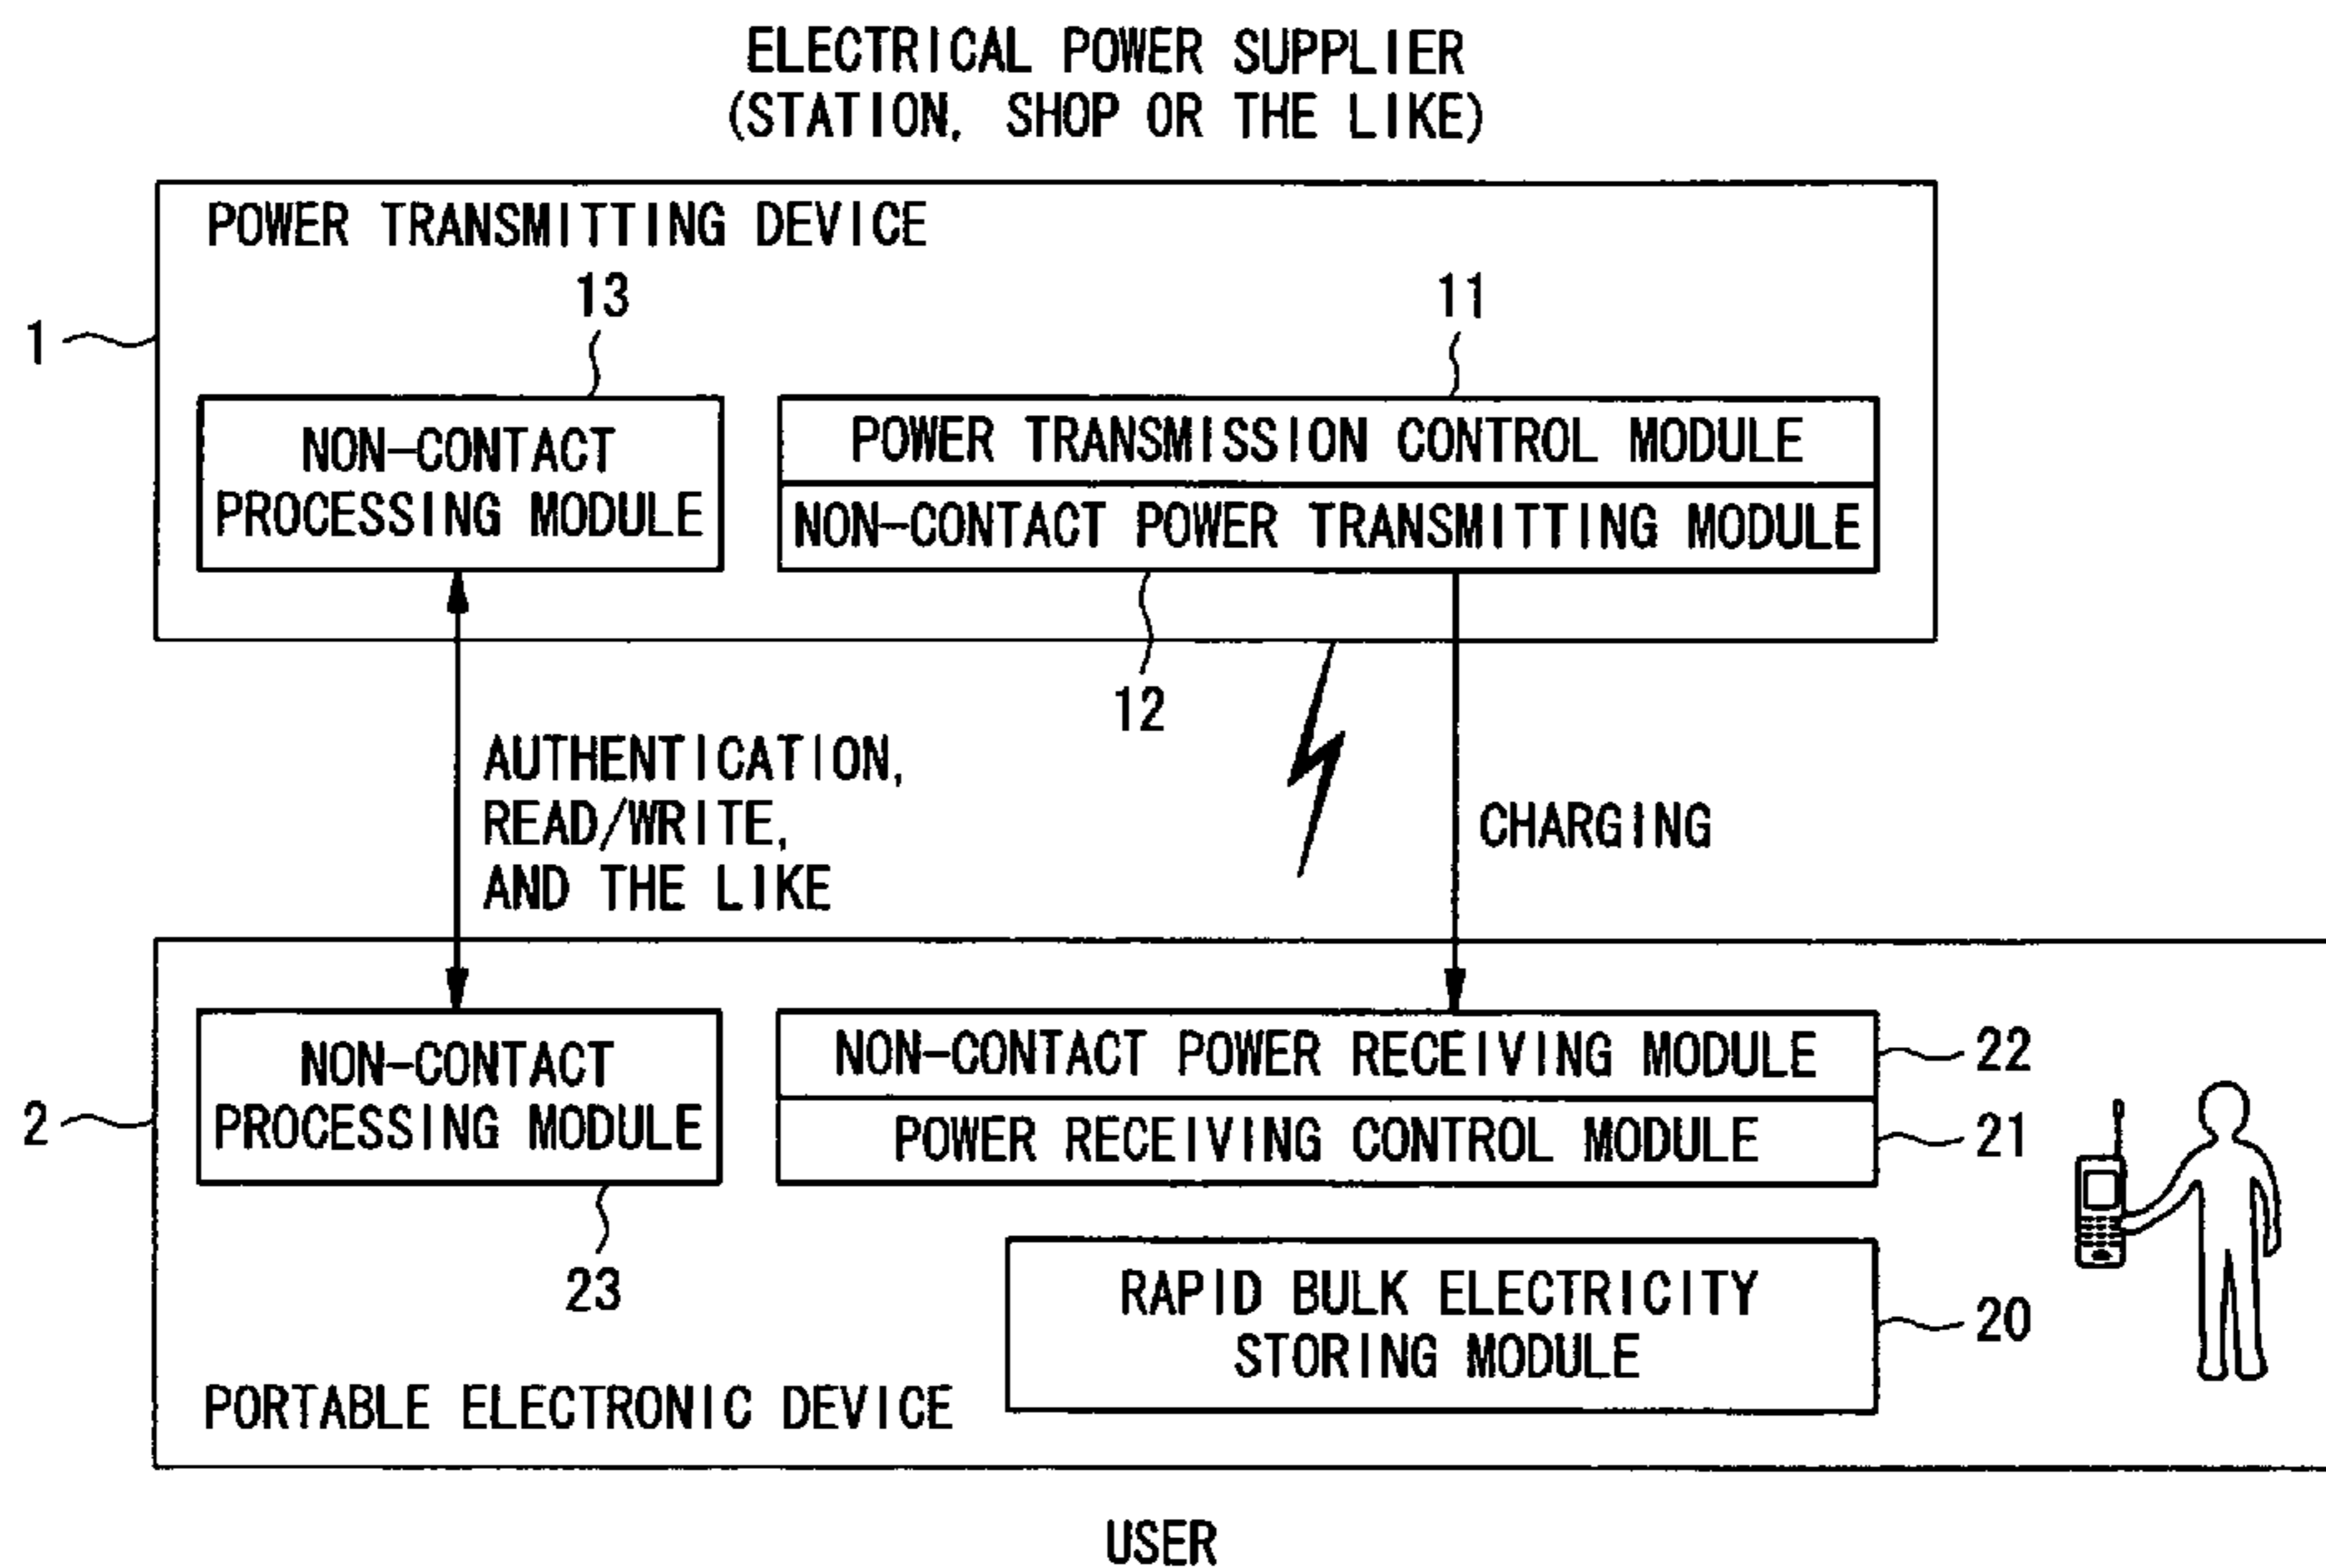 ELECTRICAL POWER SUPPLIER
(STATION, SHOP OR THE LIKE)
POWER TRANSMITTING DEVICE
13
11
1
NON-CONTACT
PROCESSING MODULE
POWER TRANSMISSION CONTROL MODULE
NON-CONTACT POWER TRANSMITTING MODULE
12
AUTHENTICATION,
READ/WRITE,
AND THE LIKE
CHARGING
NON-CONTACT
PROCESSING MODULE
NON-CONTACT POWER RECEIVING MODULE
22
2
POWER RECEIVING CONTROL MODULE
21
23
RAPID BULK ELECTRICITY
STORING MODULE
20
PORTABLE ELECTRONIC DEVICE
USER